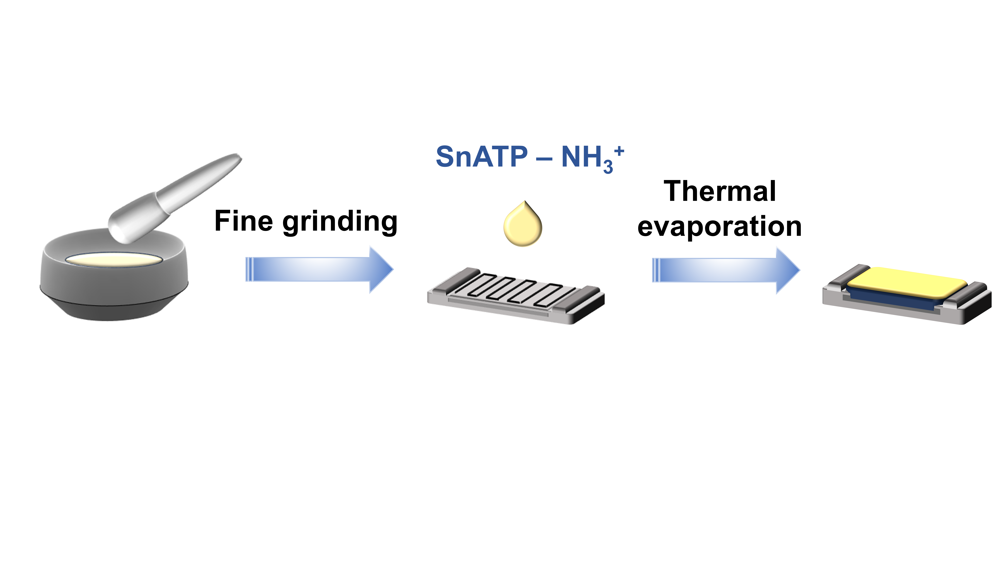 Fine grinding
SnATP – NH₃⁺
Thermal
evaporation